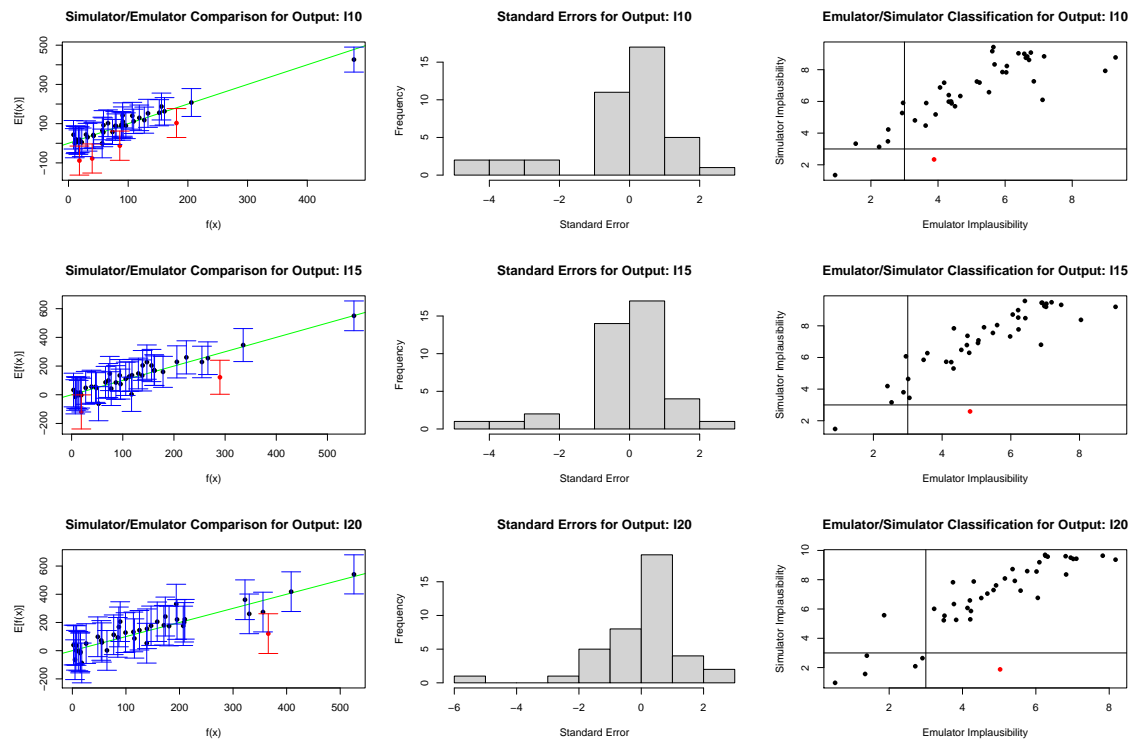 Simulator/Emulator Comparison for Output: I10
E[f(x)]
500
300
100
−100
0 100 200 300 400
f(x)
Standard Errors for Output: I10
Frequency
15
10
5
0
−4 −2 0 2
Standard Error
Emulator/Simulator Classification for Output: I10
Simulator Implausibility
8
6
4
2
2 4 6 8
Emulator Implausibility
Simulator/Emulator Comparison for Output: I15
E[f(x)]
600
400
200
0
−200
0 100 200 300 400 500
f(x)
Standard Errors for Output: I15
Frequency
15
10
5
0
−4 −2 0 2
Standard Error
Emulator/Simulator Classification for Output: I15
Simulator Implausibility
8
6
4
2
2 4 6 8
Emulator Implausibility
Simulator/Emulator Comparison for Output: I20
E[f(x)]
600
400
200
0
−200
0 100 200 300 400 500
f(x)
Standard Errors for Output: I20
Frequency
15
10
5
0
−6 −4 −2 0 2
Standard Error
Emulator/Simulator Classification for Output: I20
Simulator Implausibility
10
8
6
4
2
2 4 6 8
Emulator Implausibility